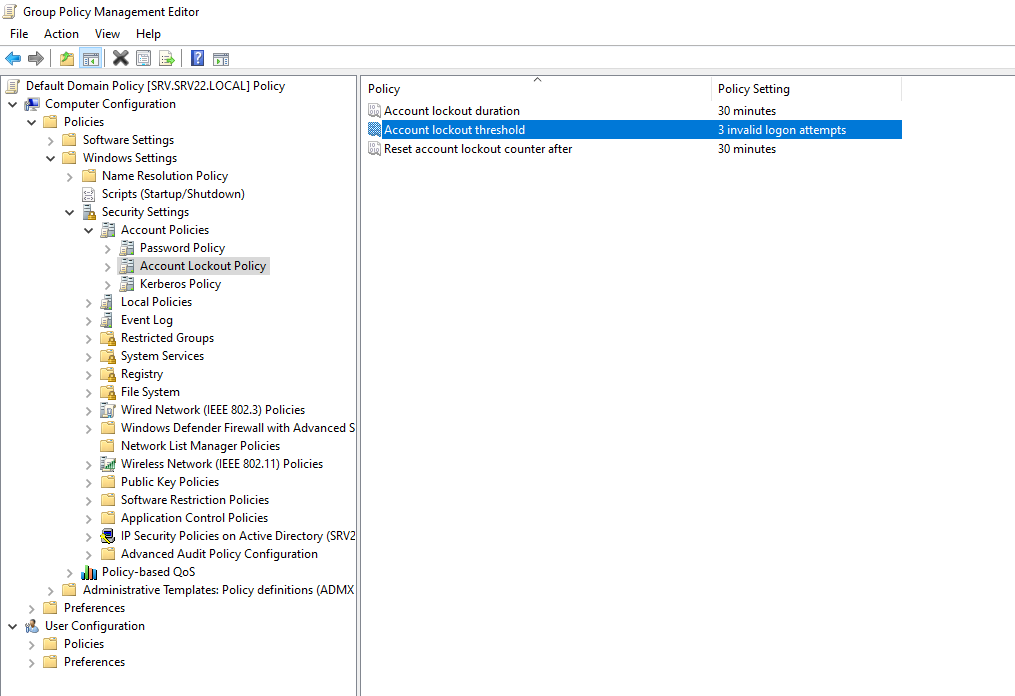 Group Policy Management Editor
File Action View Help
Default Domain Policy [SRV.SRV22.LOCAL] Policy
Computer Configuration
Policies
Software Settings
Windows Settings
Name Resolution Policy
Scripts (Startup/Shutdown)
Security Settings
Account Policies
Password Policy
Account Lockout Policy
Kerberos Policy
Local Policies
Event Log
Restricted Groups
System Services
Registry
File System
Wired Network (IEEE 802.3) Policies
Windows Defender Firewall with Advanced S
Network List Manager Policies
Wireless Network (IEEE 802.11) Policies
Public Key Policies
Software Restriction Policies
Application Control Policies
IP Security Policies on Active Directory (SRV2
Advanced Audit Policy Configuration
Policy-based QoS
Administrative Templates: Policy definitions (ADMX
Preferences
User Configuration
Policies
Preferences
Policy Policy Setting
Account lockout duration 30 minutes
Account lockout threshold 3 invalid logon attempts
Reset account lockout counter after 30 minutes